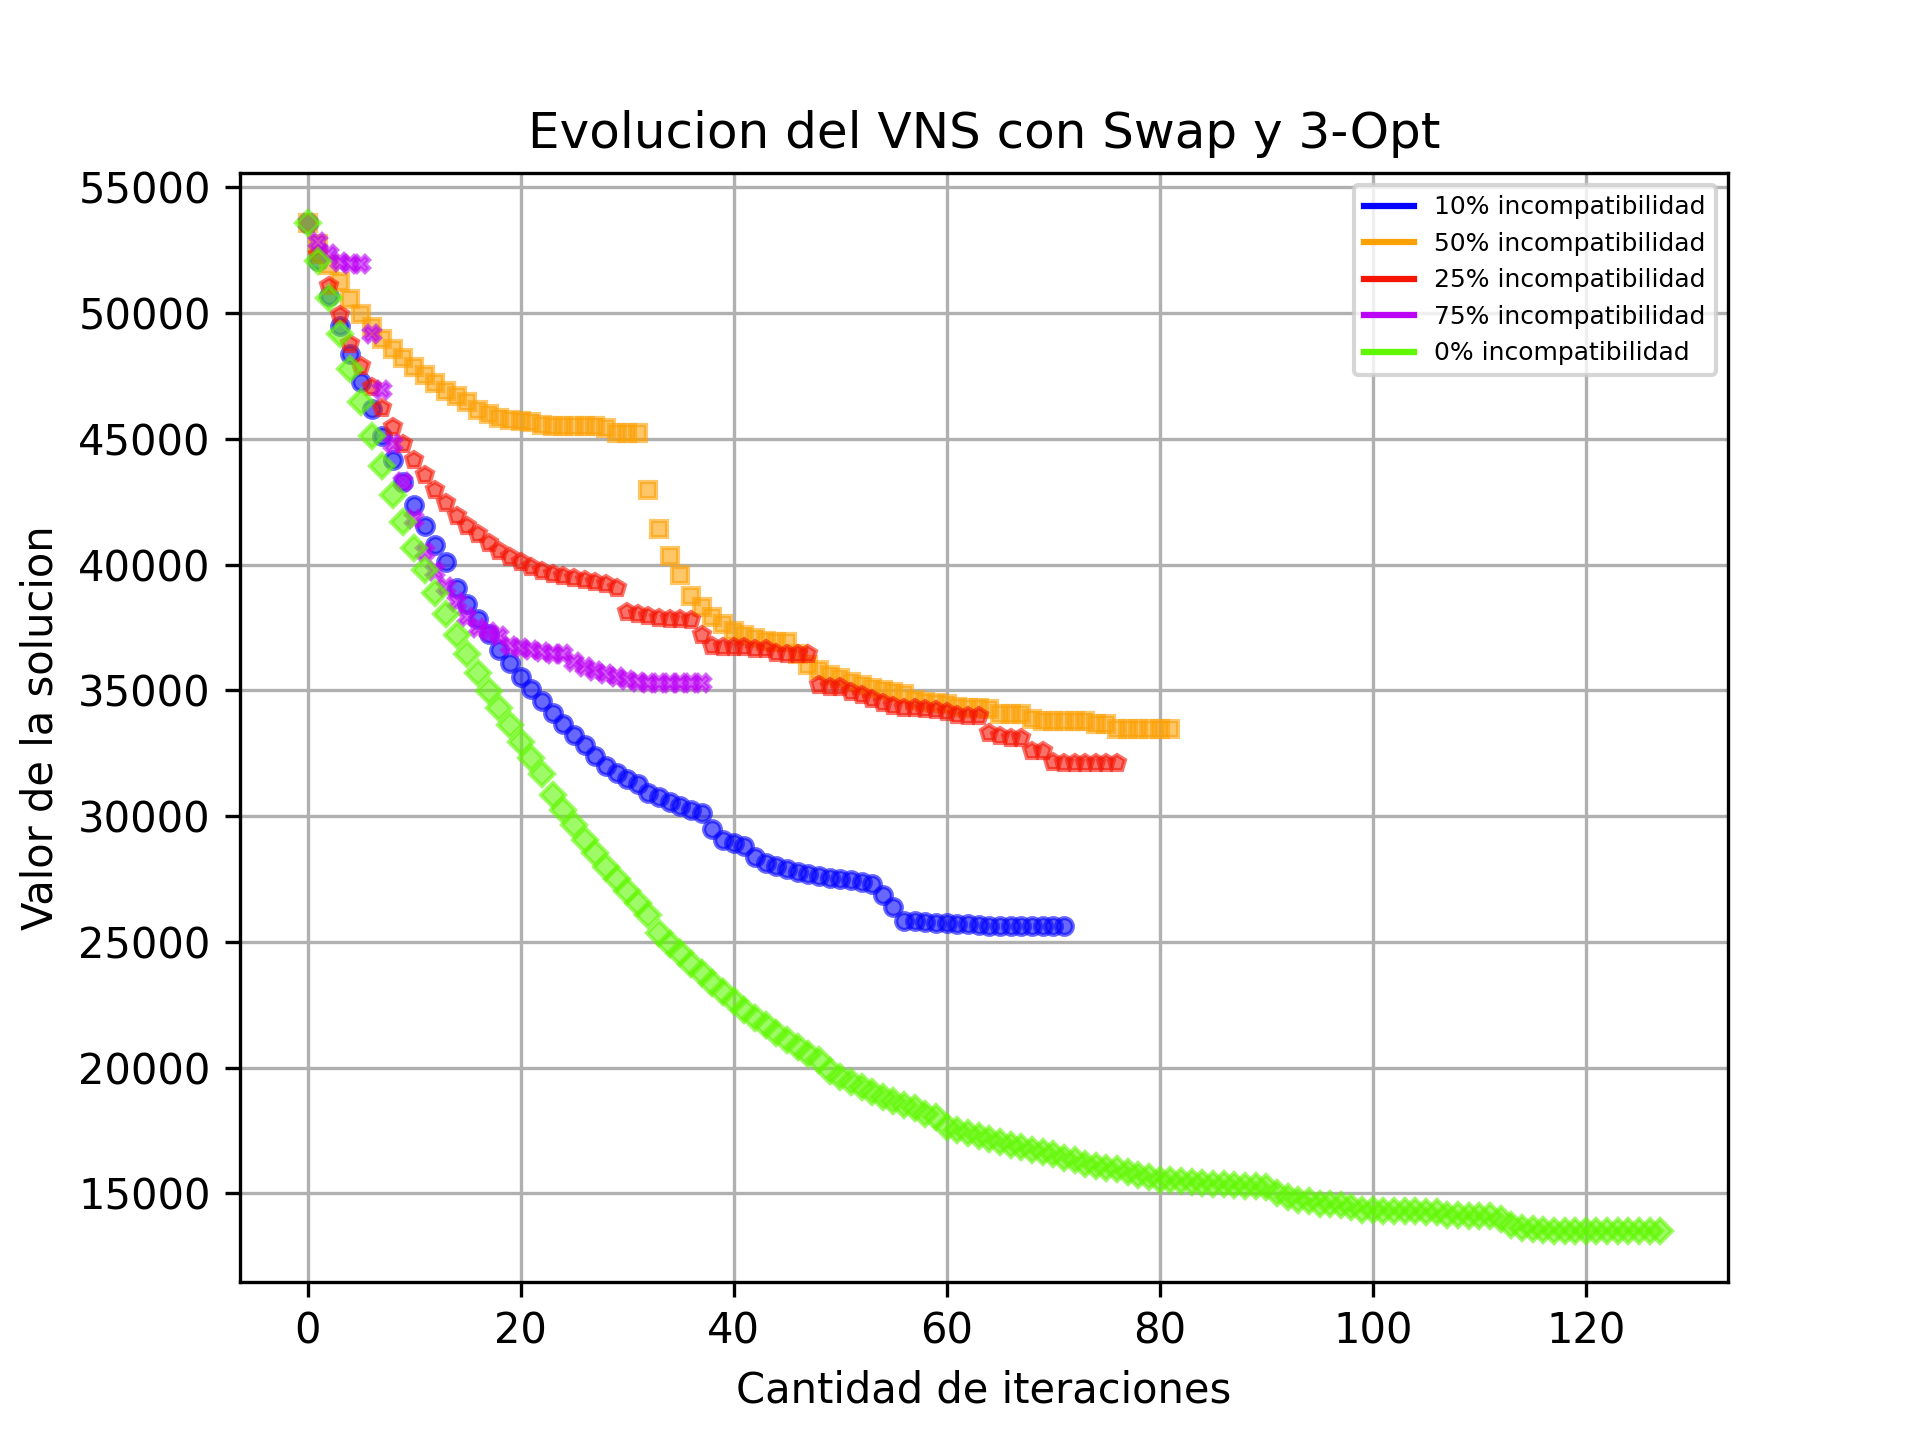 Evolucion del VNS con Swap y 3-Opt
55000
50000
45000
40000
35000
30000
25000
20000
15000
Valor de la solucion
10% incompatibilidad
50% incompatibilidad
25% incompatibilidad
75% incompatibilidad
0% incompatibilidad
0 20 40 60 80 100 120
Cantidad de iteraciones